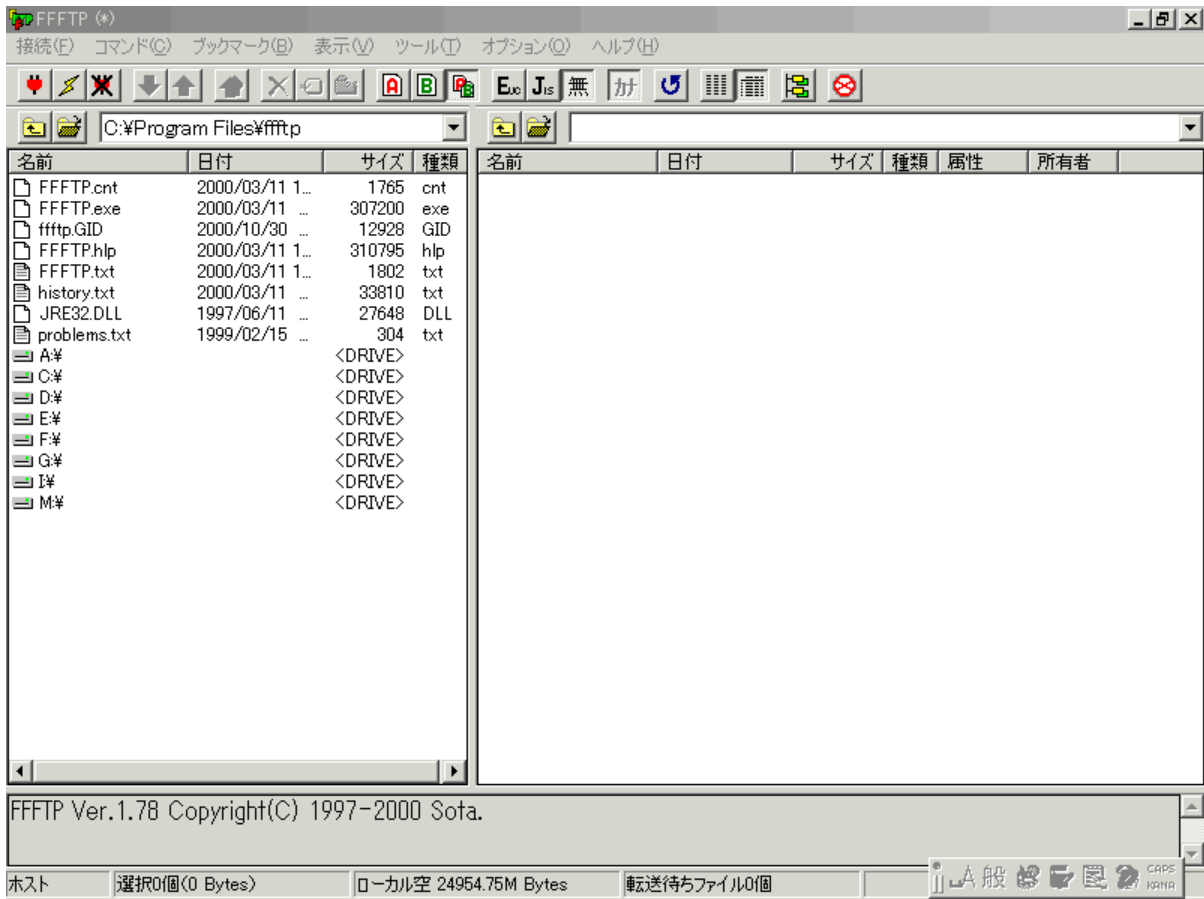 FFFTP (*)
接続(F) コマンド(C) ブックマーク(B) 表示(V) ツール(T) オプション(O) ヘルプ(H)
A B Euc Jis 無 カナ
C:¥Program Files¥ffftp
名前 日付 サイズ 種類 名前 日付 サイズ 種類 属性 所有者
FFFTP.cnt 2000/03/11 1... 1765 cnt
FFFTP.exe 2000/03/11 ... 307200 exe
ffftp.GID 2000/10/30 ... 12928 GID
FFFTP.hlp 2000/03/11 1... 310795 hlp
FFFTP.txt 2000/03/11 1... 1802 txt
history.txt 2000/03/11 ... 33810 txt
JRE32.DLL 1997/06/11 ... 27648 DLL
problems.txt 1999/02/15 ... 304 txt
A:¥ <DRIVE>
C:¥ <DRIVE>
D:¥ <DRIVE>
E:¥ <DRIVE>
F:¥ <DRIVE>
G:¥ <DRIVE>
I:¥ <DRIVE>
M:¥ <DRIVE>
FFFTP Ver.1.78 Copyright(C) 1997-2000 Sota.
ホスト 選択0個(0 Bytes) ローカル空 24954.75M Bytes 転送待ちファイル0個
A 般 CAPS
KANA